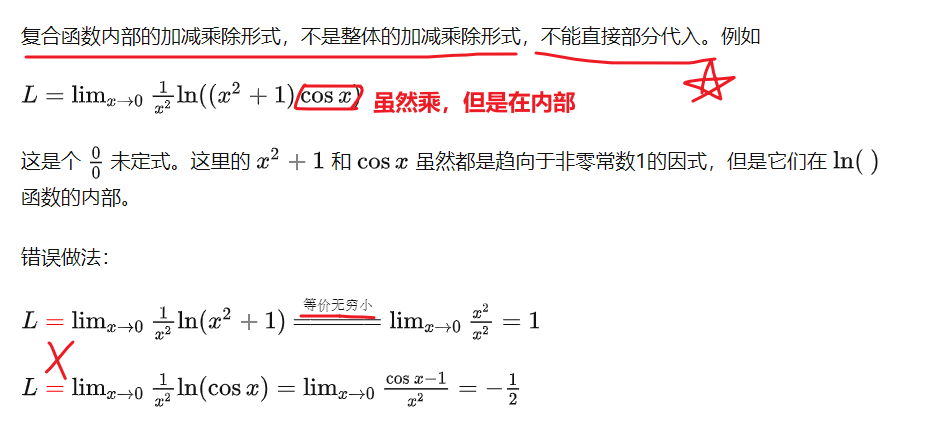 复合函数内部的加减乘除形式，不是整体的加减乘除形式，不能直接部分代入。例如
L = lim_{x→0} \frac{1}{x^2} ln((x^2 + 1) cos x) 虽然乘，但是在内部
这是个 \frac{0}{0} 未定式。这里的 x^2 + 1 和 cos x 虽然都是趋向于非零常数1的因式，但是它们在 ln( )
函数的内部。
错误做法：
L = lim_{x→0} \frac{1}{x^2} ln(x^2 + 1) \xlongequal{等价无穷小} lim_{x→0} \frac{x^2}{x^2} = 1
L = lim_{x→0} \frac{1}{x^2} ln(cos x) = lim_{x→0} \frac{cos x−1}{x^2} = −\frac{1}{2}